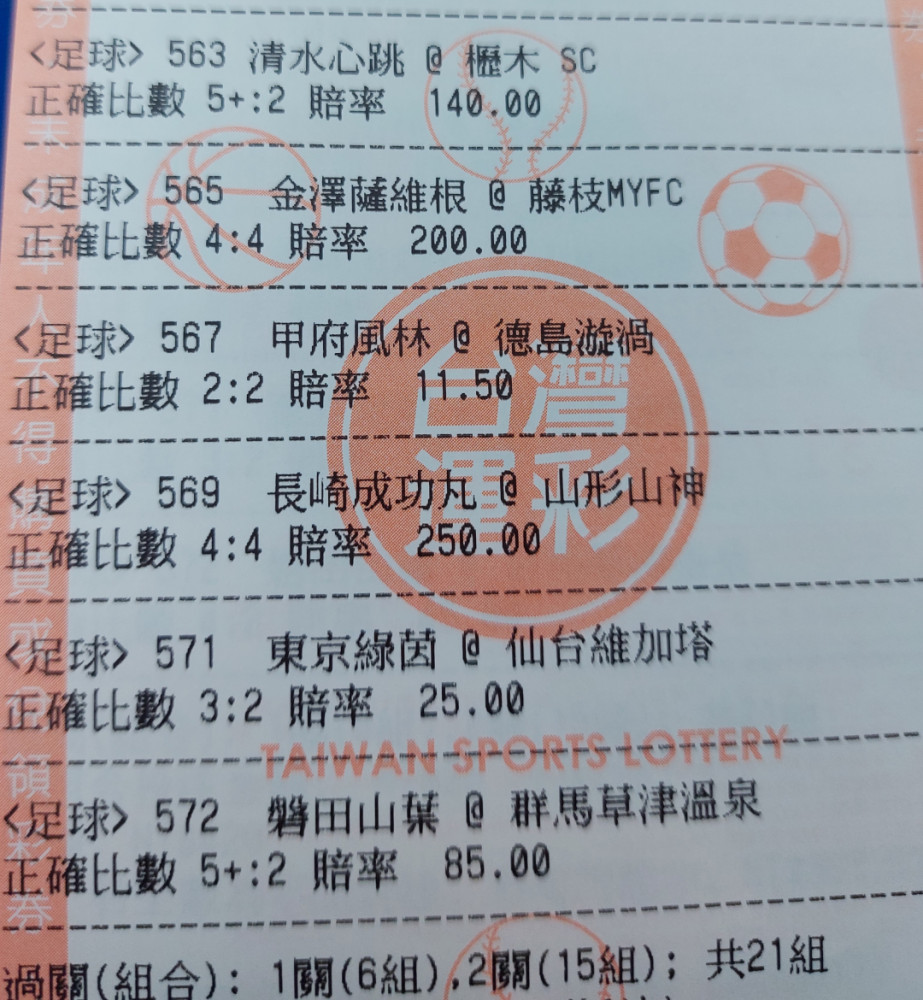 <足球> 563 清水心跳 @ 櫪木 SC
正確比數 5+:2 賠率 140.00
<足球> 565 金澤薩維根 @ 藤枝MYFC
正確比數 4:4 賠率 200.00
<足球> 567 甲府風林 @ 德島漩渦
正確比數 2:2 賠率 11.50
<足球> 569 長崎成功丸 @ 山形山神
正確比數 4:4 賠率 250.00
<足球> 571 東京綠茵 @ 仙台維加塔
正確比數 3:2 賠率 25.00
TAIWAN SPORTS LOTTERY
<足球> 572 磐田山葉 @ 群馬草津溫泉
正確比數 5+:2 賠率 85.00
過關(組合): 1關(6組),2關(15組); 共21組
台灣
運彩